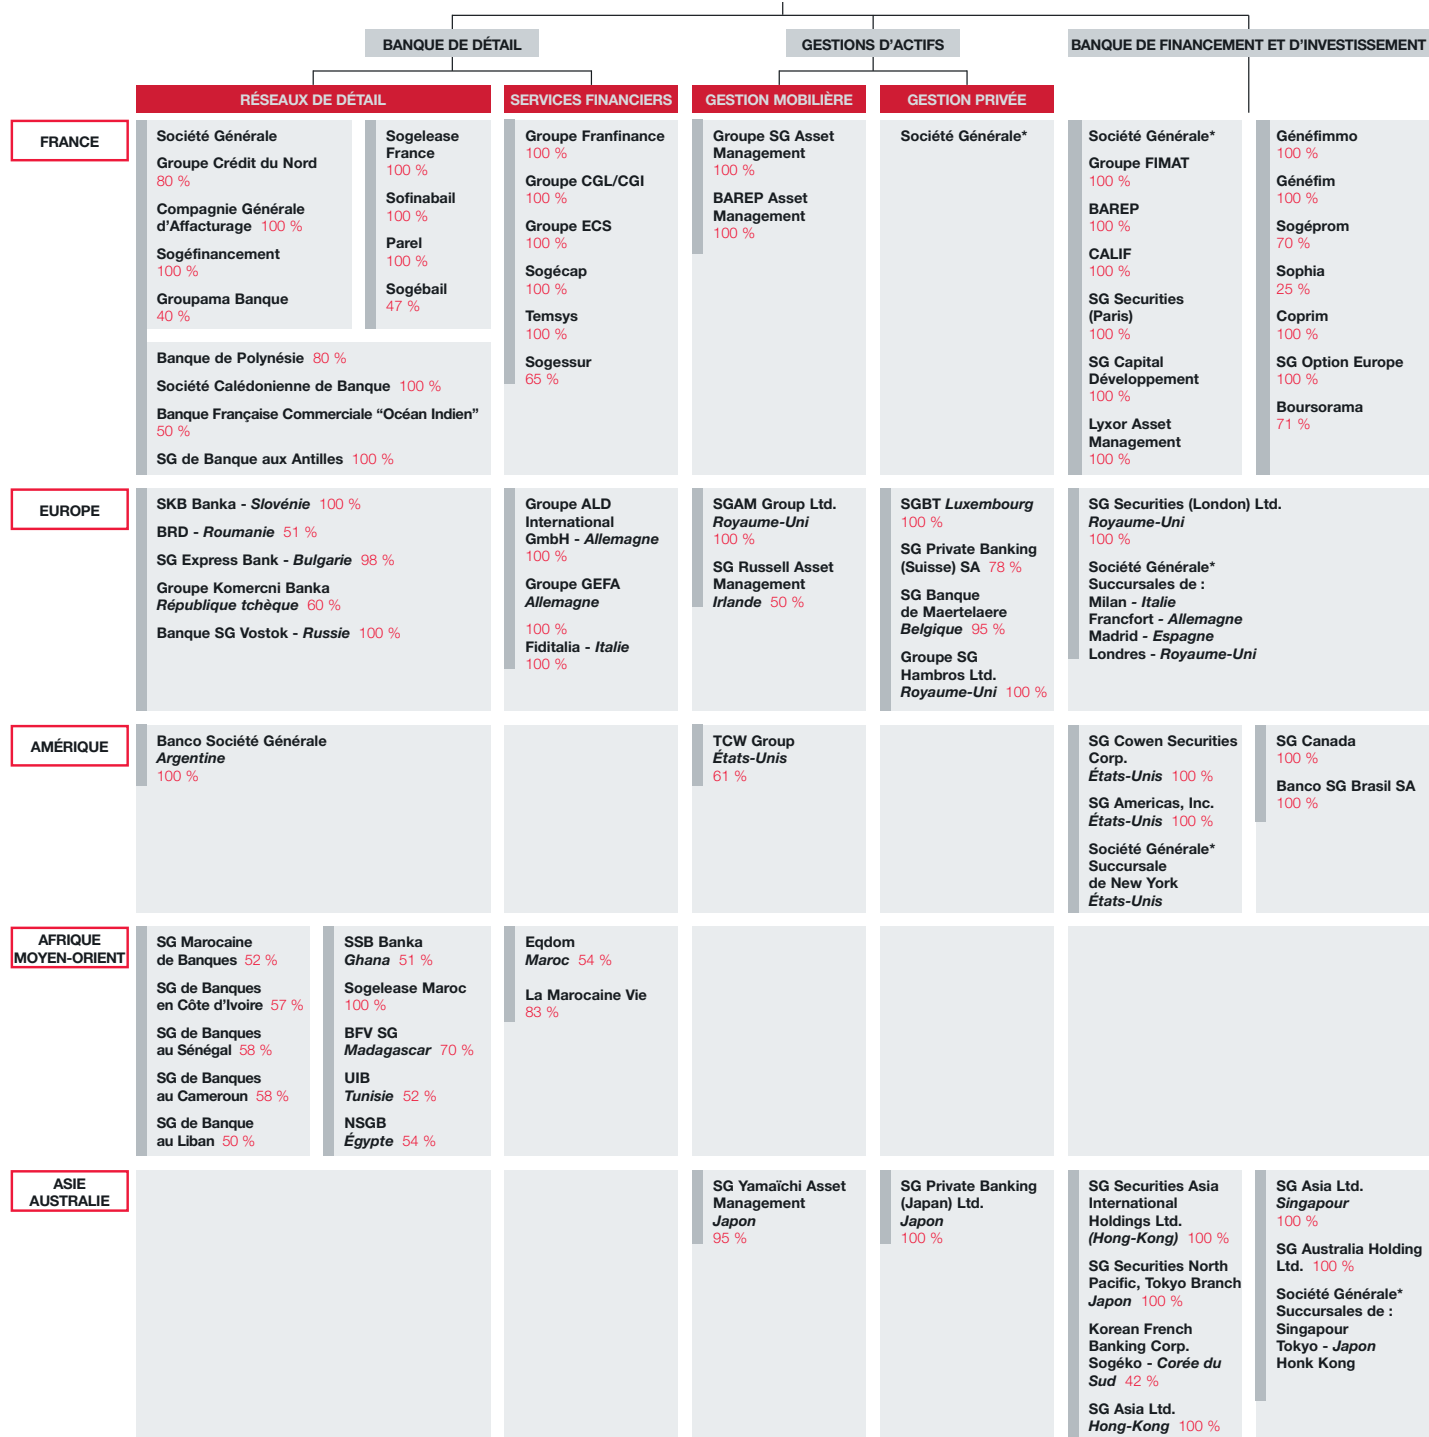 BANQUE DE DÉTAIL
GESTIONS D'ACTIFS
BANQUE DE FINANCEMENT ET D'INVESTISSEMENT
RÉSEAUX DE DÉTAIL
SERVICES FINANCIERS
GESTION MOBILIÈRE
GESTION PRIVÉE
FRANCE
Société Générale
Groupe Crédit du Nord
80 %
Compagnie Générale
d'Affacturage 100 %
Sogéfinancement
100 %
Groupama Banque
40 %
Sogelease
France
100 %
Sofinabail
100 %
Parel
100 %
Sogébail
47 %
Banque de Polynésie 80 %
Société Calédonienne de Banque 100 %
Banque Française Commerciale “Océan Indien”
50 %
SG de Banque aux Antilles 100 %
Groupe Franfinance
100 %
Groupe CGL/CGI
100 %
Groupe ECS
100 %
Sogécap
100 %
Temsys
100 %
Sogessur
65 %
Groupe SG Asset
Management
100 %
BAREP Asset
Management
100 %
Société Générale*
Société Générale*
Groupe FIMAT
100 %
BAREP
100 %
CALIF
100 %
SG Securities
(Paris)
100 %
SG Capital
Développement
100 %
Lyxor Asset
Management
100 %
Généfimmo
100 %
Généfim
100 %
Sogéprom
70 %
Sophia
25 %
Coprim
100 %
SG Option Europe
100 %
Boursorama
71 %
EUROPE
SKB Banka - Slovénie 100 %
BRD - Roumanie 51 %
SG Express Bank - Bulgarie 98 %
Groupe Komercni Banka
République tchèque 60 %
Banque SG Vostok - Russie 100 %
Groupe ALD
International
GmbH - Allemagne
100 %
Groupe GEFA
Allemagne
100 %
Fiditalia - Italie
100 %
SGAM Group Ltd.
Royaume-Uni
100 %
SG Russell Asset
Management
Irlande 50 %
SGBT Luxembourg
100 %
SG Private Banking
(Suisse) SA 78 %
SG Banque
de Maertelaere
Belgique 95 %
Groupe SG
Hambros Ltd.
Royaume-Uni 100 %
SG Securities (London) Ltd.
Royaume-Uni
100 %
Société Générale*
Succursales de :
Milan - Italie
Francfort - Allemagne
Madrid - Espagne
Londres - Royaume-Uni
AMÉRIQUE
Banco Société Générale
Argentine
100 %
TCW Group
États-Unis
61 %
SG Cowen Securities
Corp.
États-Unis 100 %
SG Americas, Inc.
États-Unis 100 %
Société Générale*
Succursale
de New York
États-Unis
SG Canada
100 %
Banco SG Brasil SA
100 %
AFRIQUE
MOYEN-ORIENT
SG Marocaine
de Banques 52 %
SG de Banques
en Côte d'Ivoire 57 %
SG de Banques
au Sénégal 58 %
SG de Banques
au Cameroun 58 %
SG de Banque
au Liban 50 %
SSB Banka
Ghana 51 %
Sogelease Maroc
100 %
BFV SG
Madagascar 70 %
UIB
Tunisie 52 %
NSGB
Égypte 54 %
Eqdom
Maroc 54 %
La Marocaine Vie
83 %
ASIE
AUSTRALIE
SG Yamaïchi Asset
Management
Japon
95 %
SG Private Banking
(Japan) Ltd.
Japon
100 %
SG Securities Asia
International
Holdings Ltd.
(Hong-Kong) 100 %
SG Securities North
Pacific, Tokyo Branch
Japon 100 %
Korean French
Banking Corp.
Sogéko - Corée du
Sud 42 %
SG Asia Ltd.
Hong-Kong 100 %
SG Asia Ltd.
Singapour
100 %
SG Australia Holding
Ltd. 100 %
Société Générale*
Succursales de :
Singapour
Tokyo - Japon
Honk Kong